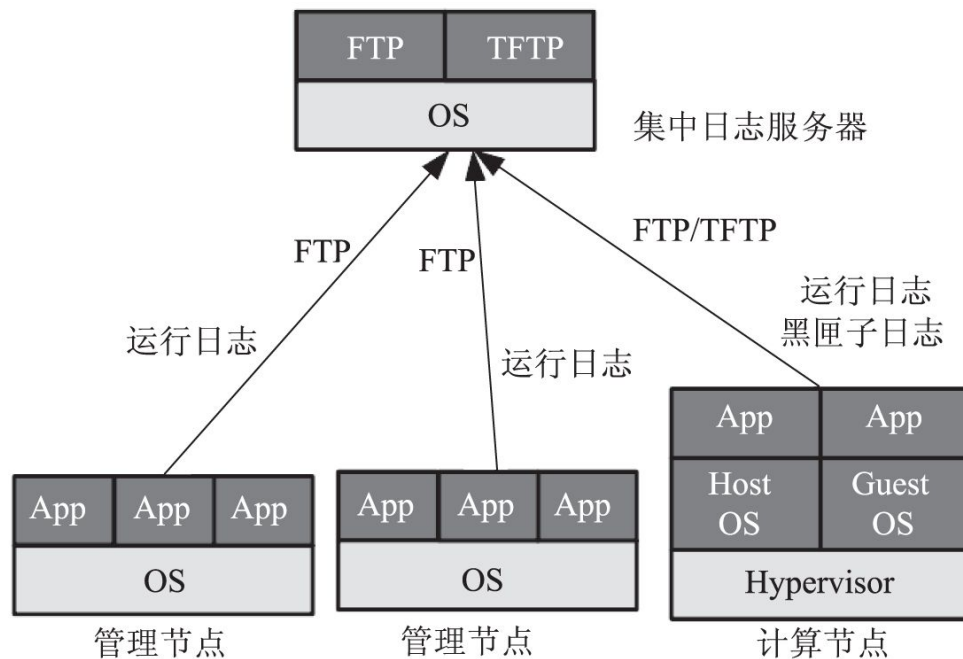 FTP TFTP
OS
集中日志服务器
FTP
FTP
FTP/TFTP
运行日志
运行日志
运行日志
黑匣子日志
App App App
OS
管理节点
App App App
OS
管理节点
App App
Host OS
Guest OS
Hypervisor
计算节点